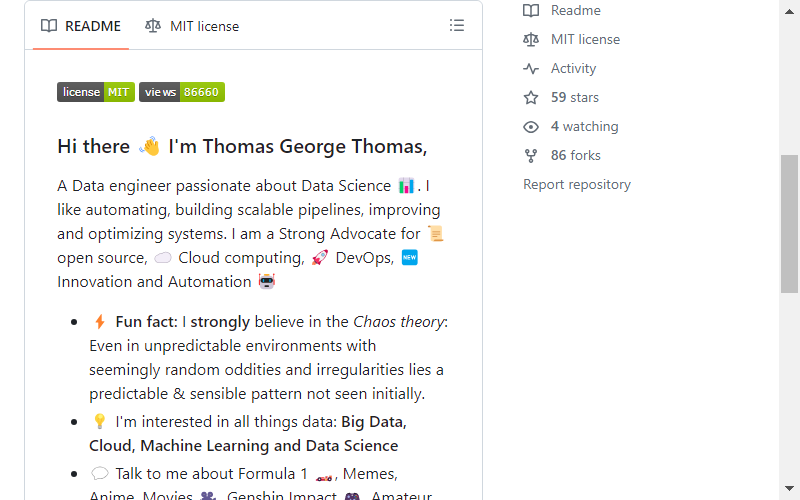 README
MIT license
license MIT
views 86660
Hi there 👋 I'm Thomas George Thomas,
A Data engineer passionate about Data Science 📊. I
like automating, building scalable pipelines, improving
and optimizing systems. I am a Strong Advocate for 📜
open source, ☁️ Cloud computing, 🚀 DevOps, 🆕
Innovation and Automation 🤖
• ⚡ Fun fact: I strongly believe in the Chaos theory:
Even in unpredictable environments with
seemingly random oddities and irregularities lies a
predictable & sensible pattern not seen initially.
• 💡 I'm interested in all things data: Big Data,
Cloud, Machine Learning and Data Science
• 💬 Talk to me about Formula 1 🏎️, Memes,
Anime, Movies 🎥, Genshin Impact 🎮, Amateur
Readme
MIT license
Activity
59 stars
4 watching
86 forks
Report repository